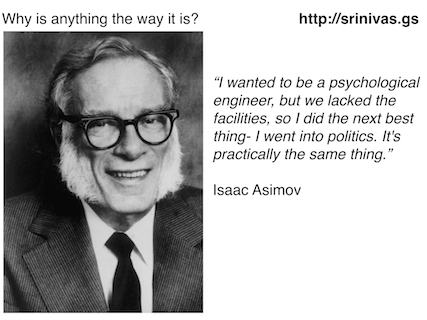 Why is anything the way it is?
http://srinivas.gs
“I wanted to be a psychological
engineer, but we lacked the
facilities, so I did the next best
thing- I went into politics. It's
practically the same thing.”
Isaac Asimov